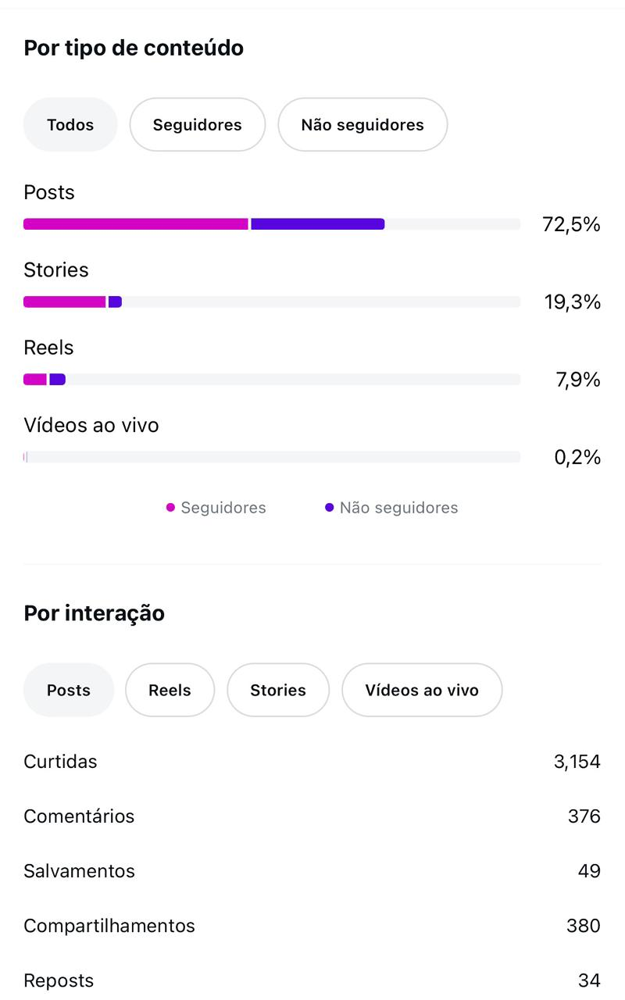 Por tipo de conteúdo
Todos Seguidores Não seguidores
Posts
72,5%
Stories
19,3%
Reels
7,9%
Vídeos ao vivo
0,2%
Seguidores Não seguidores
Por interação
Posts Reels Stories Vídeos ao vivo
Curtidas 3,154
Comentários 376
Salvamentos 49
Compartilhamentos 380
Reposts 34